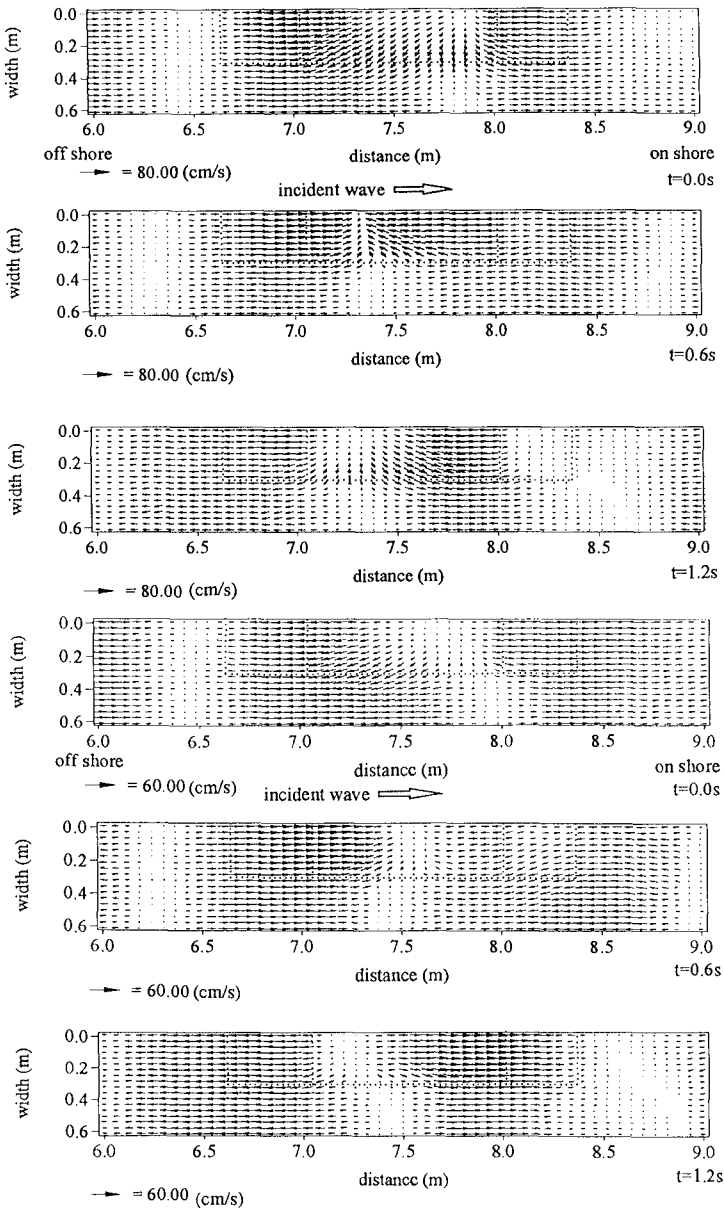 0.0
0.2
0.4
0.6
width (m)
6.0 6.5 7.0 7.5 8.0 8.5 9.0
off shore distance (m) on shore
= 80.00 (cm/s) t=0.0s
incident wave
0.0
0.2
0.4
0.6
width (m)
6.0 6.5 7.0 7.5 8.0 8.5 9.0
distance (m) t=0.6s
= 80.00 (cm/s)
0.0
0.2
0.4
0.6
width (m)
6.0 6.5 7.0 7.5 8.0 8.5 9.0
distance (m) t=1.2s
= 80.00 (cm/s)
0.0
0.2
0.4
0.6
width (m)
6.0 6.5 7.0 7.5 8.0 8.5 9.0
off shore distance (m) on shore
= 60.00 (cm/s) incident wave t=0.0s
0.0
0.2
0.4
0.6
width (m)
6.0 6.5 7.0 7.5 8.0 8.5 9.0
distance (m) t=0.6s
= 60.00 (cm/s)
0.0
0.2
0.4
0.6
width (m)
6.0 6.5 7.0 7.5 8.0 8.5 9.0
distance (m) t=1.2s
= 60.00 (cm/s)